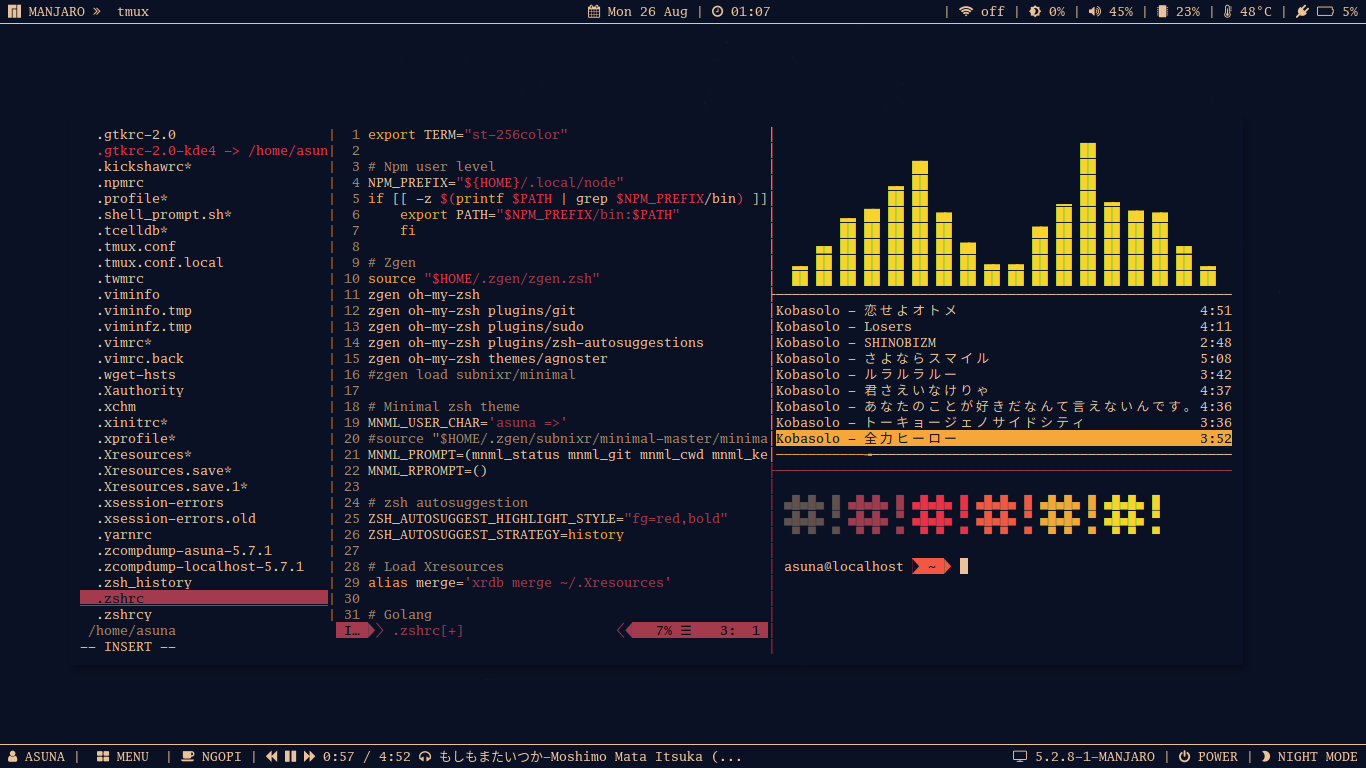 MANJARO » tmux
Mon 26 Aug | 01:07
| off | 0% | 45% | 23% | 48°C | 5%
.gtkrc-2.0
.gtkrc-2.0-kde4 -> /home/asun
.kickshawrc*
.npmrc
.profile*
.shell_prompt.sh*
.tcelldb*
.tmux.conf
.tmux.conf.local
.twmrc
.viminfo
.viminfo.tmp
.viminfz.tmp
.vimrc*
.vimrc.back
.wget-hsts
.Xauthority
.xchm
.xinitrc*
.xprofile*
.Xresources*
.Xresources.save*
.Xresources.save.1*
.xsession-errors
.xsession-errors.old
.yarnrc
.zcompdump-asuna-5.7.1
.zcompdump-localhost-5.7.1
.zsh_history
.zshrc
.zshrcy
/home/asuna
-- INSERT --
1 export TERM="st-256color"
2
3 # Npm user level
4 NPM_PREFIX="${HOME}/.local/node"
5 if [[ -z $(printf $PATH | grep $NPM_PREFIX/bin) ]]
6 export PATH="$NPM_PREFIX/bin:$PATH"
7 fi
8
9 # Zgen
10 source "$HOME/.zgen/zgen.zsh"
11 zgen oh-my-zsh
12 zgen oh-my-zsh plugins/git
13 zgen oh-my-zsh plugins/sudo
14 zgen oh-my-zsh plugins/zsh-autosuggestions
15 zgen oh-my-zsh themes/agnoster
16 #zgen load subnixr/minimal
17
18 # Minimal zsh theme
19 MNML_USER_CHAR='asuna =>'
20 #source "$HOME/.zgen/subnixr/minimal-master/minima
21 MNML_PROMPT=(mnml_status mnml_git mnml_cwd mnml_ke
22 MNML_RPROMPT=()
23
24 # zsh autosuggestion
25 ZSH_AUTOSUGGEST_HIGHLIGHT_STYLE="fg=red,bold"
26 ZSH_AUTOSUGGEST_STRATEGY=history
27
28 # Load Xresources
29 alias merge='xrdb merge ~/.Xresources'
30
31 # Golang
I… .zshrc[+] 7% ☰ 3: 1
Kobasolo - 恋せよオトメ 4:51
Kobasolo - Losers 4:11
Kobasolo - SHINOBIZM 2:48
Kobasolo - さよならスマイル 5:08
Kobasolo - ルラルラルー 3:42
Kobasolo - 君さえいなけりゃ 4:37
Kobasolo - あなたのことが好きだなんて言えないんです。 4:36
Kobasolo - トーキョージェノサイドシティ 3:36
Kobasolo - 全力ヒーロー 3:52
asuna@localhost ~
ASUNA | MENU | NGOPI | 0:57 / 4:52 もしもまたいつか-Moshimo Mata Itsuka (...
5.2.8-1-MANJARO | POWER | NIGHT MODE